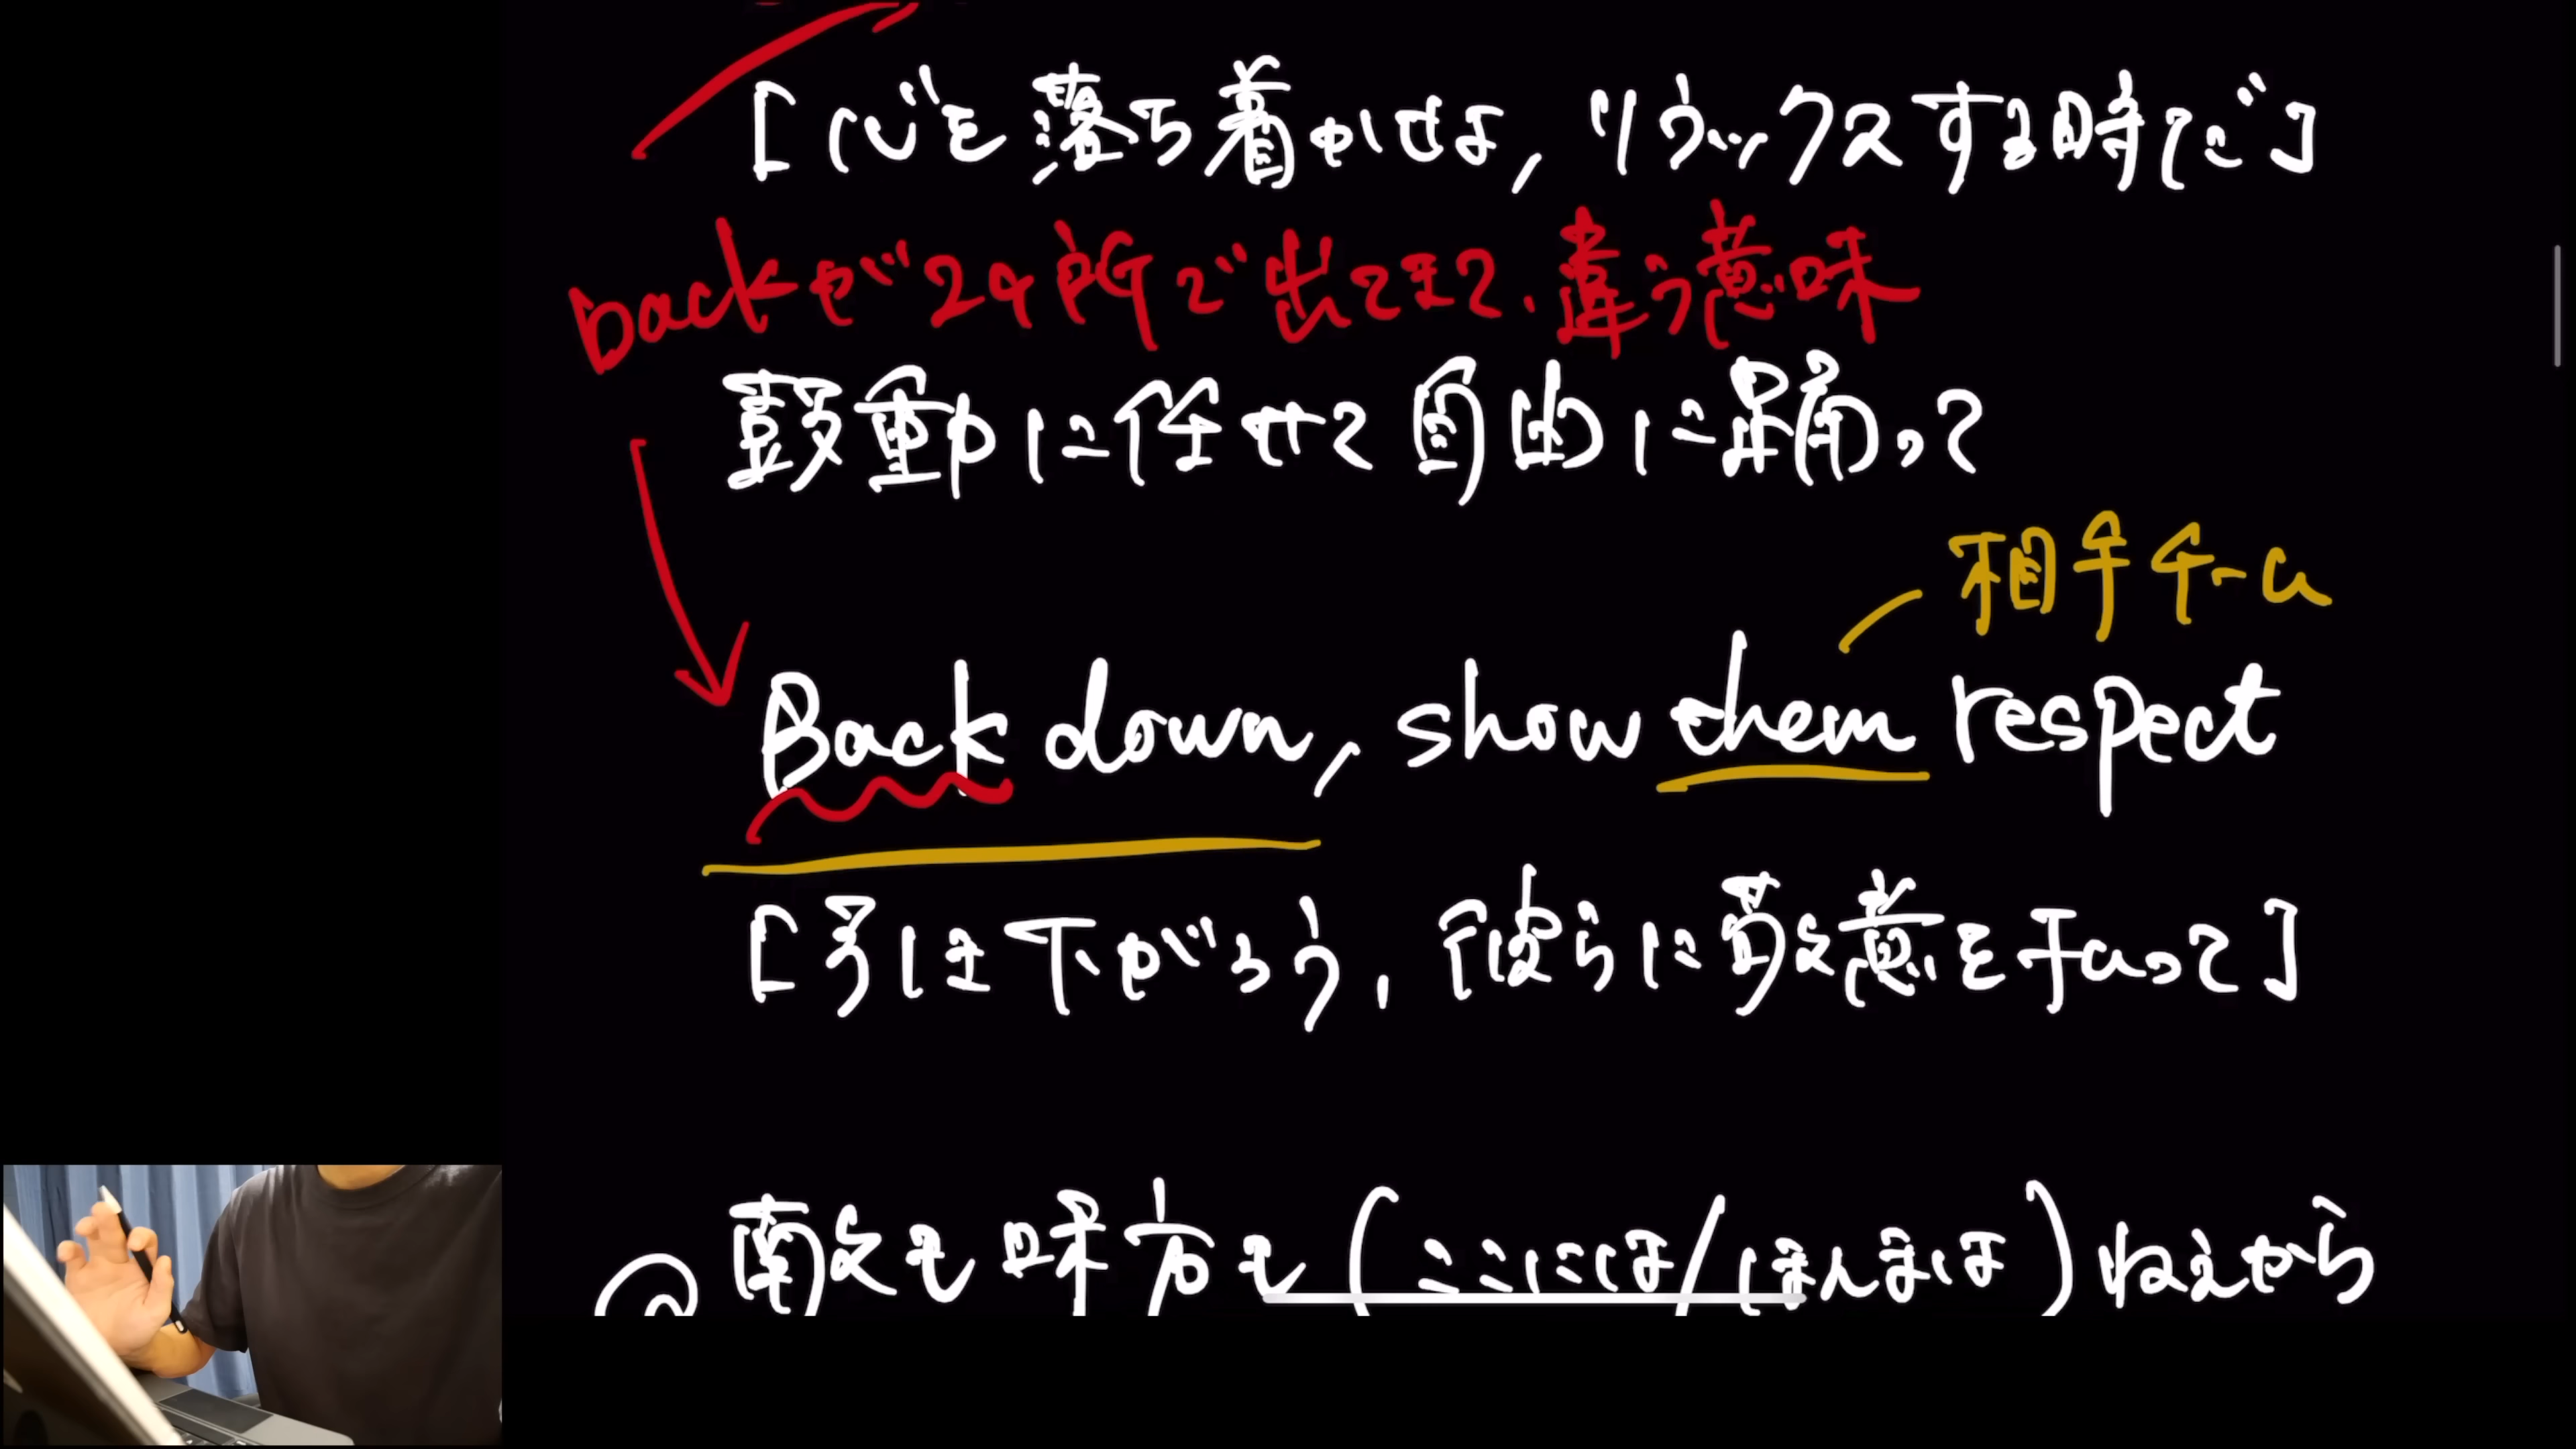 [心を落ち着かせよ, リラックスする時だ]
backが2ヶ所で出てきて、違う意味
鼓動に任せて自由に踊って
相手チーム
Back down, show them respect
[引き下がろう, 彼らに敬意を払って]
敵も味方も(ここには/ほんまは)ねえから